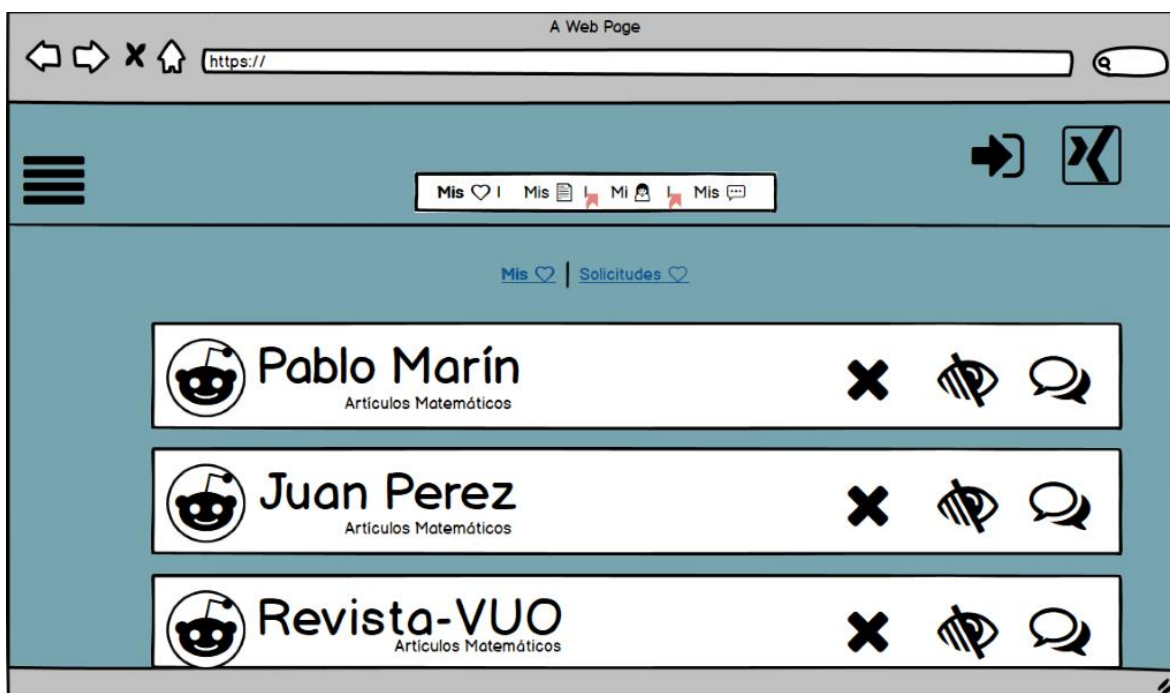 A Web Page
https://
Mis | Mis | Mi | Mis
Mis | Solicitudes
Pablo Marín
Artículos Matemáticos
Juan Perez
Artículos Matemáticos
Revista-VUO
Artículos Matemáticos